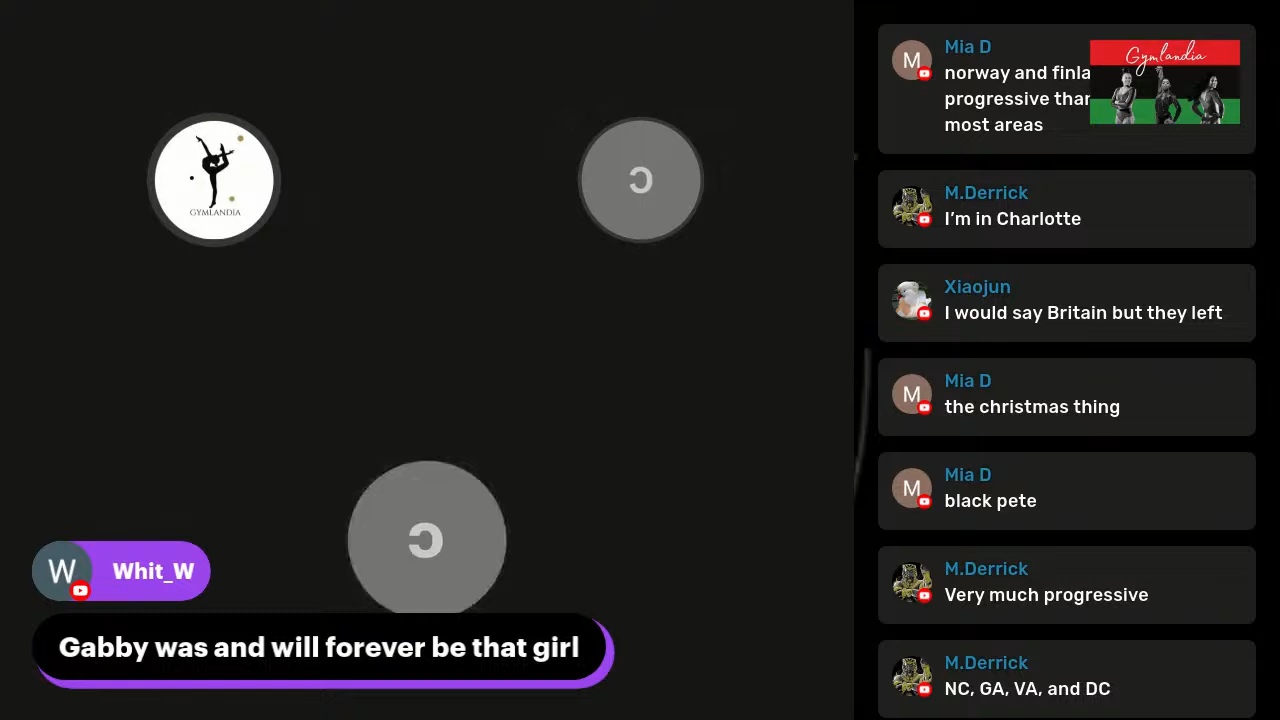 GYMLANDIA
Ɔ
Ɔ
W
Whit_W
Gabby was and will forever be that girl
M
Mia D
norway and finla
progressive than
most areas
Gymlandia
M.Derrick
I’m in Charlotte
Xiaojun
I would say Britain but they left
M
Mia D
the christmas thing
M
Mia D
black pete
M.Derrick
Very much progressive
M.Derrick
NC, GA, VA, and DC